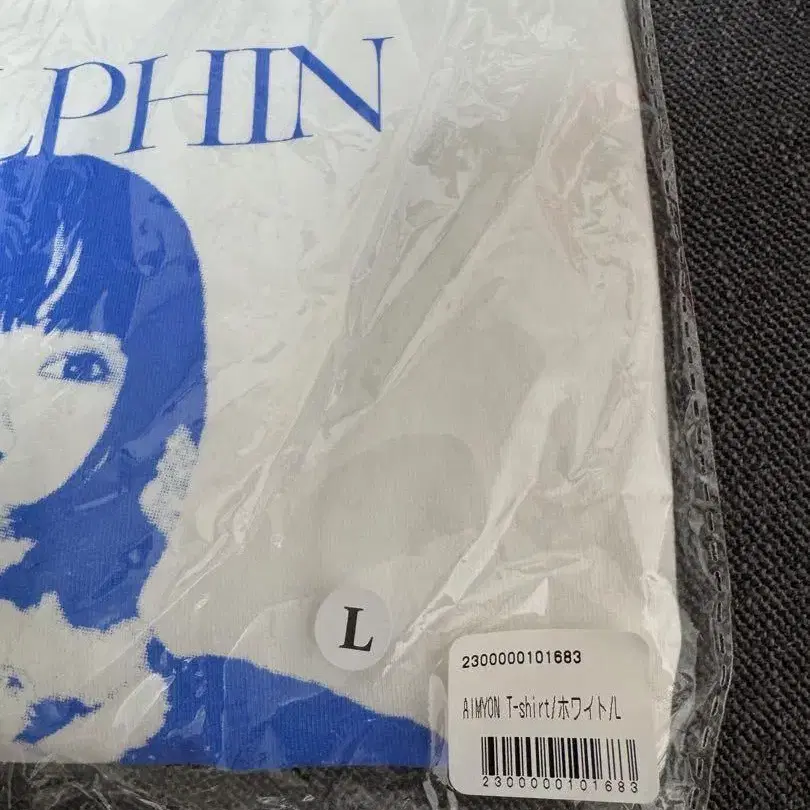 LPHIN
L
2300000101683
AIMYON T-shirt/ホワイト/L
2300000101683